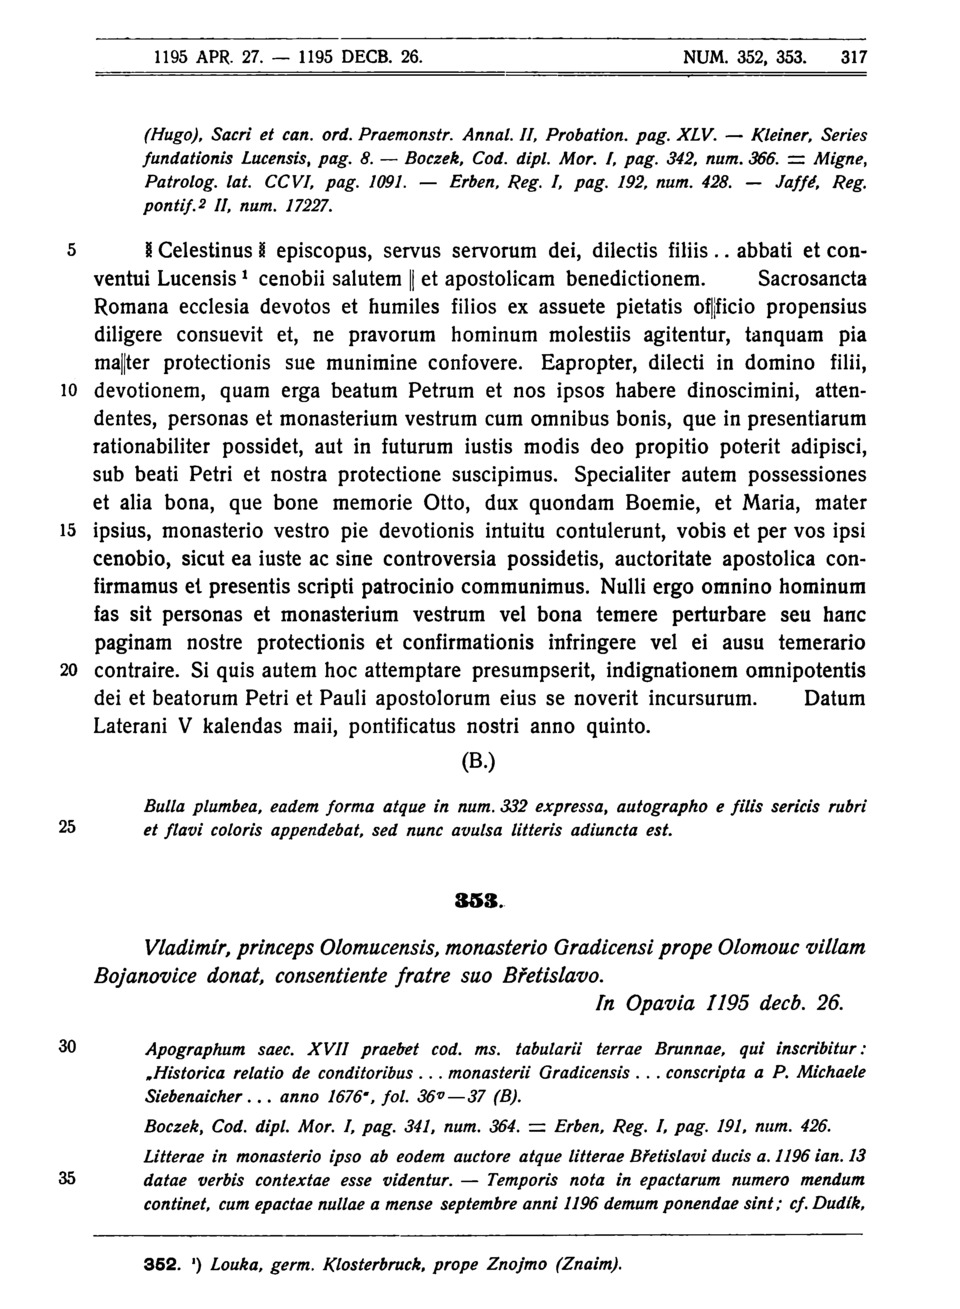 1195 APR. 27. — 1195 DECB. 26. NUM. 352, 353. 317
(Hugo), Sacri et can. ord. Praemonstr. Annal. II, Probation. pag. XLV. — Kleiner, Series
fundationis Lucensis, pag. 8. — Boczek, Cod. dipl. Mor. I, pag. 342, num. 366. = Migne,
Patrolog. lat. CCVI, pag. 1091. — Erben, Reg. I, pag. 192, num. 428. — Jaffé, Reg.
pontif.² II, num. 17227.
5 Celestinus episcopus, servus servorum dei, dilectis filiis . . abbati et con-
ventui Lucensis ¹ cenobii salutem || et apostolicam benedictionem. Sacrosancta
Romana ecclesia devotos et humiles filios ex assuete pietatis of||ficio propensius
diligere consuevit et, ne pravorum hominum molestiis agitentur, tanquam pia
ma||ter protectionis sue munimine confovere. Eapropter, dilecti in domino filii,
10 devotionem, quam erga beatum Petrum et nos ipsos habere dinoscimini, atten-
dentes, personas et monasterium vestrum cum omnibus bonis, que in presentiarum
rationabiliter possidet, aut in futurum iustis modis deo propitio poterit adipisci,
sub beati Petri et nostra protectione suscipimus. Specialiter autem possessiones
et alia bona, que bone memorie Otto, dux quondam Boemie, et Maria, mater
15 ipsius, monasterio vestro pie devotionis intuitu contulerunt, vobis et per vos ipsi
cenobio, sicut ea iuste ac sine controversia possidetis, auctoritate apostolica con-
firmamus et presentis scripti patrocinio communimus. Nulli ergo omnino hominum
fas sit personas et monasterium vestrum vel bona temere perturbare seu hanc
paginam nostre protectionis et confirmationis infringere vel ei ausu temerario
20 contraire. Si quis autem hoc attemptare presumpserit, indignationem omnipotentis
dei et beatorum Petri et Pauli apostolorum eius se noverit incursurum. Datum
Laterani V kalendas maii, pontificatus nostri anno quinto.
(B.)
Bulla plumbea, eadem forma atque in num. 332 expressa, autographo e filis sericis rubri
25 et flavi coloris appendebat, sed nunc avulsa litteris adiuncta est.
353.
Vladimír, princeps Olomucensis, monasterio Gradicensi prope Olomouc villam
Bojanovice donat, consentiente fratre suo Břetislavo.
In Opavia 1195 decb. 26.
30 Apographum saec. XVII praebet cod. ms. tabularii terrae Brunnae, qui inscribitur:
„Historica relatio de conditoribus . . . monasterii Gradicensis . . . conscripta a P. Michaele
Siebenaicher . . . anno 1676“, fol. 36ᵛ—37 (B).
Boczek, Cod. dipl. Mor. I, pag. 341, num. 364. = Erben, Reg. I, pag. 191, num. 426.
Litterae in monasterio ipso ab eodem auctore atque litterae Břetislavi ducis a. 1196 ian. 13
35 datae verbis contextae esse videntur. — Temporis nota in epactarum numero mendum
continet, cum epactae nullae a mense septembre anni 1196 demum ponendae sint; cf. Dudík,
352. ¹) Louka, germ. Klosterbruck, prope Znojmo (Znaim).